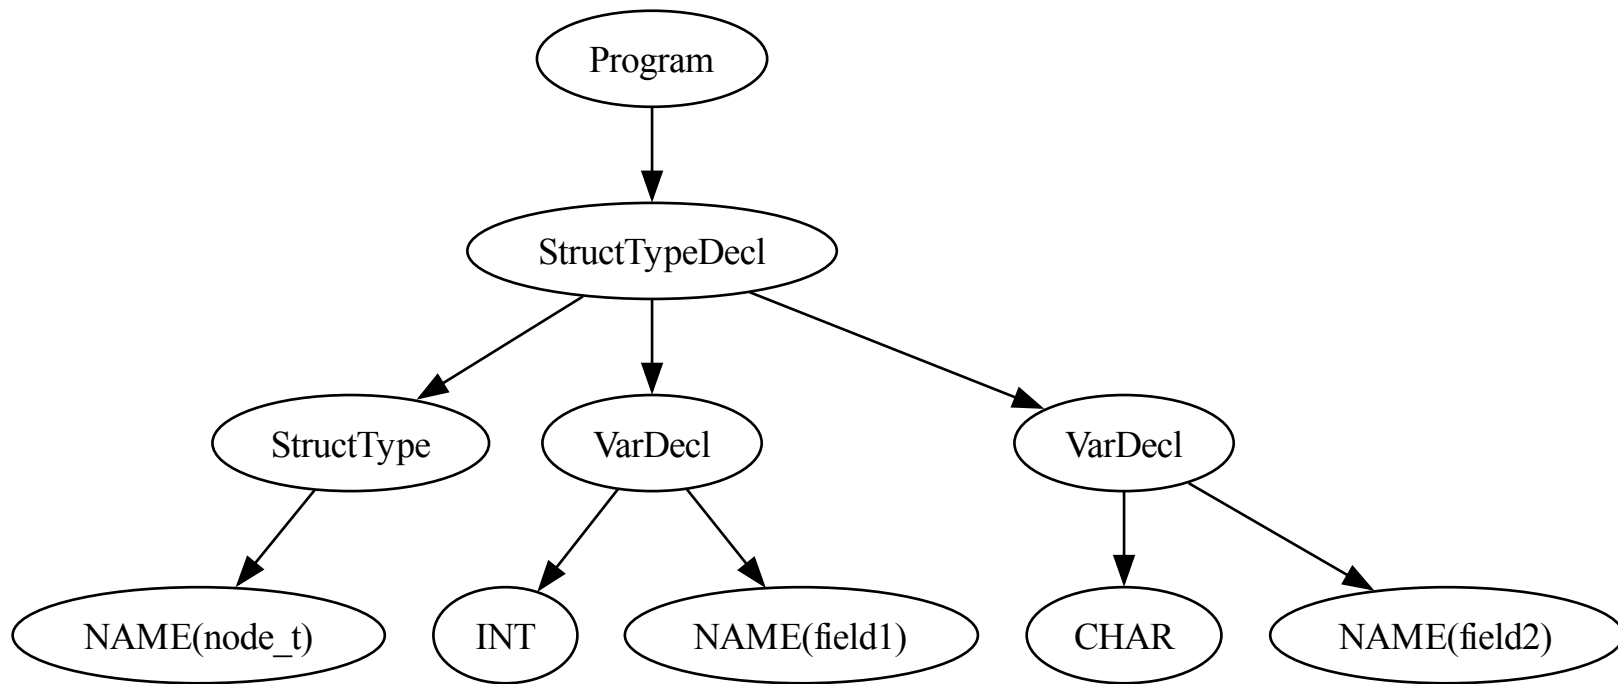 Program
StructTypeDecl
StructType
VarDecl
VarDecl
NAME(node_t)
INT
NAME(field1)
CHAR
NAME(field2)